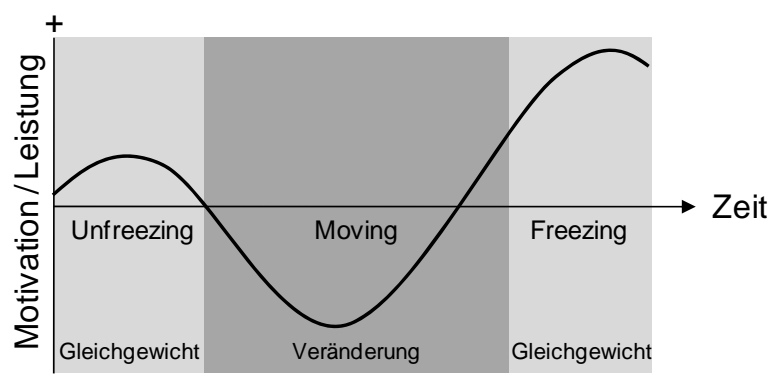 +
Motivation / Leistung
Zeit
Unfreezing
Moving
Freezing
Gleichgewicht
Veränderung
Gleichgewicht